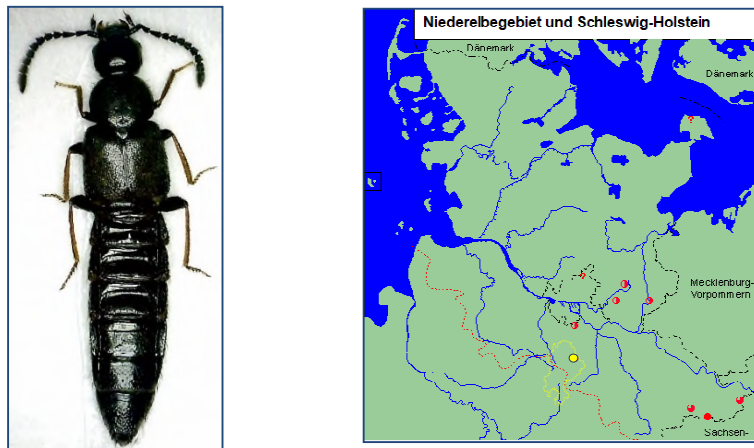 Niederelbegebiet und Schleswig-Holstein
Dänemark
Dänemark
Mecklenburg-
Vorpommern
Sachsen-